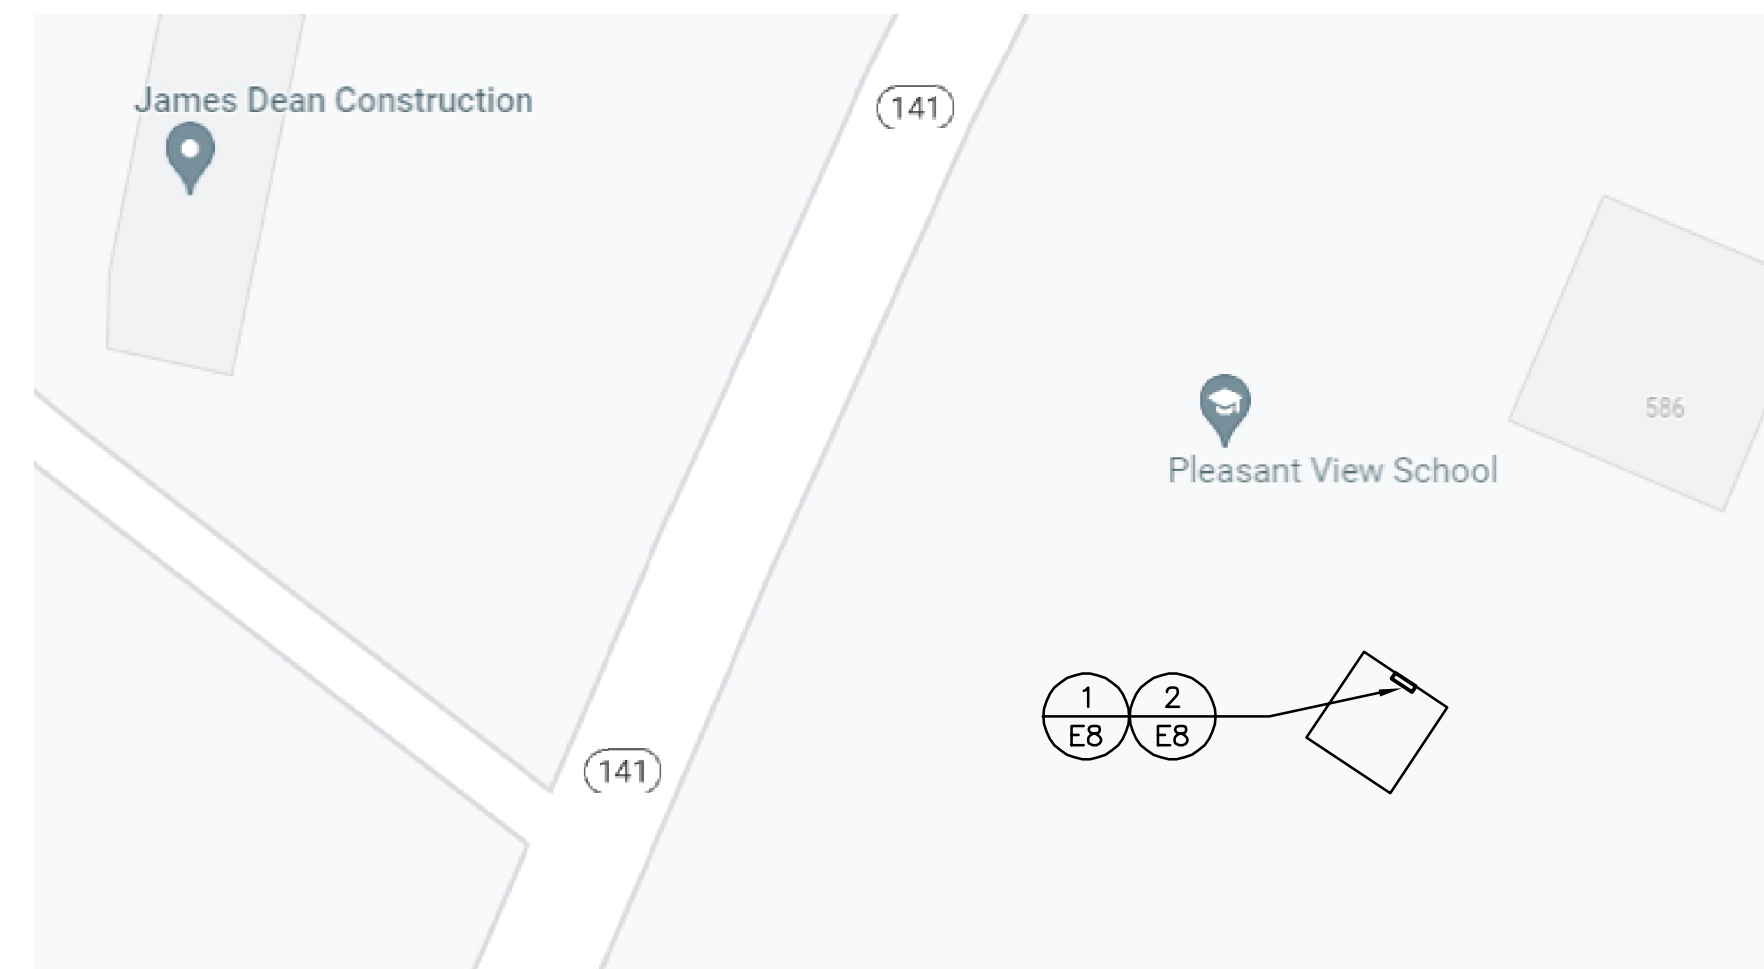 James Dean Construction
141
586
Pleasant View School
1
2
E8
E8
141